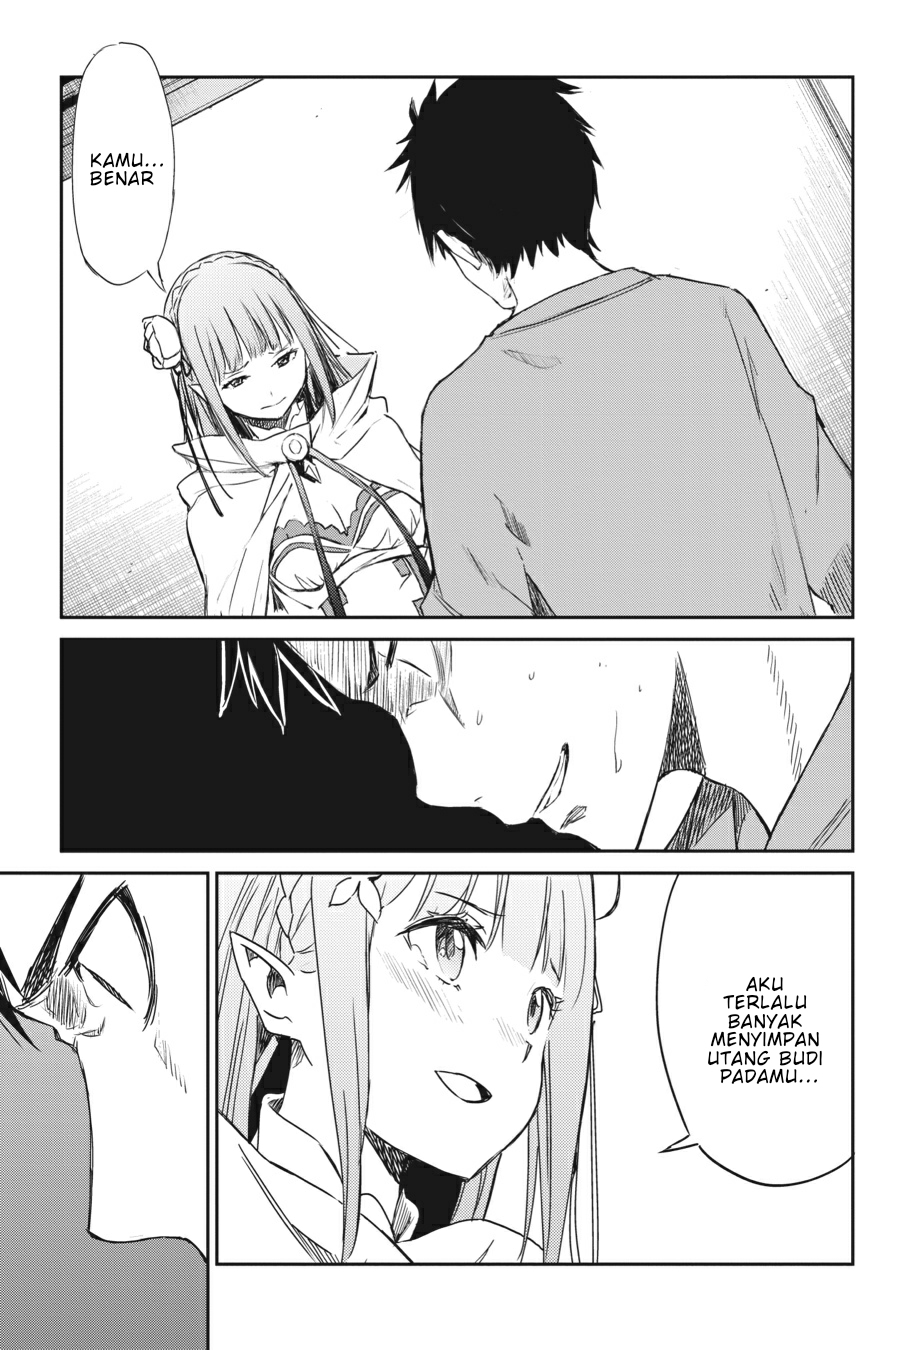 KAMU...
BENAR
AKU
TERLALU
BANYAK
MENYIMPAN
UTANG BUDI
PADAMU...